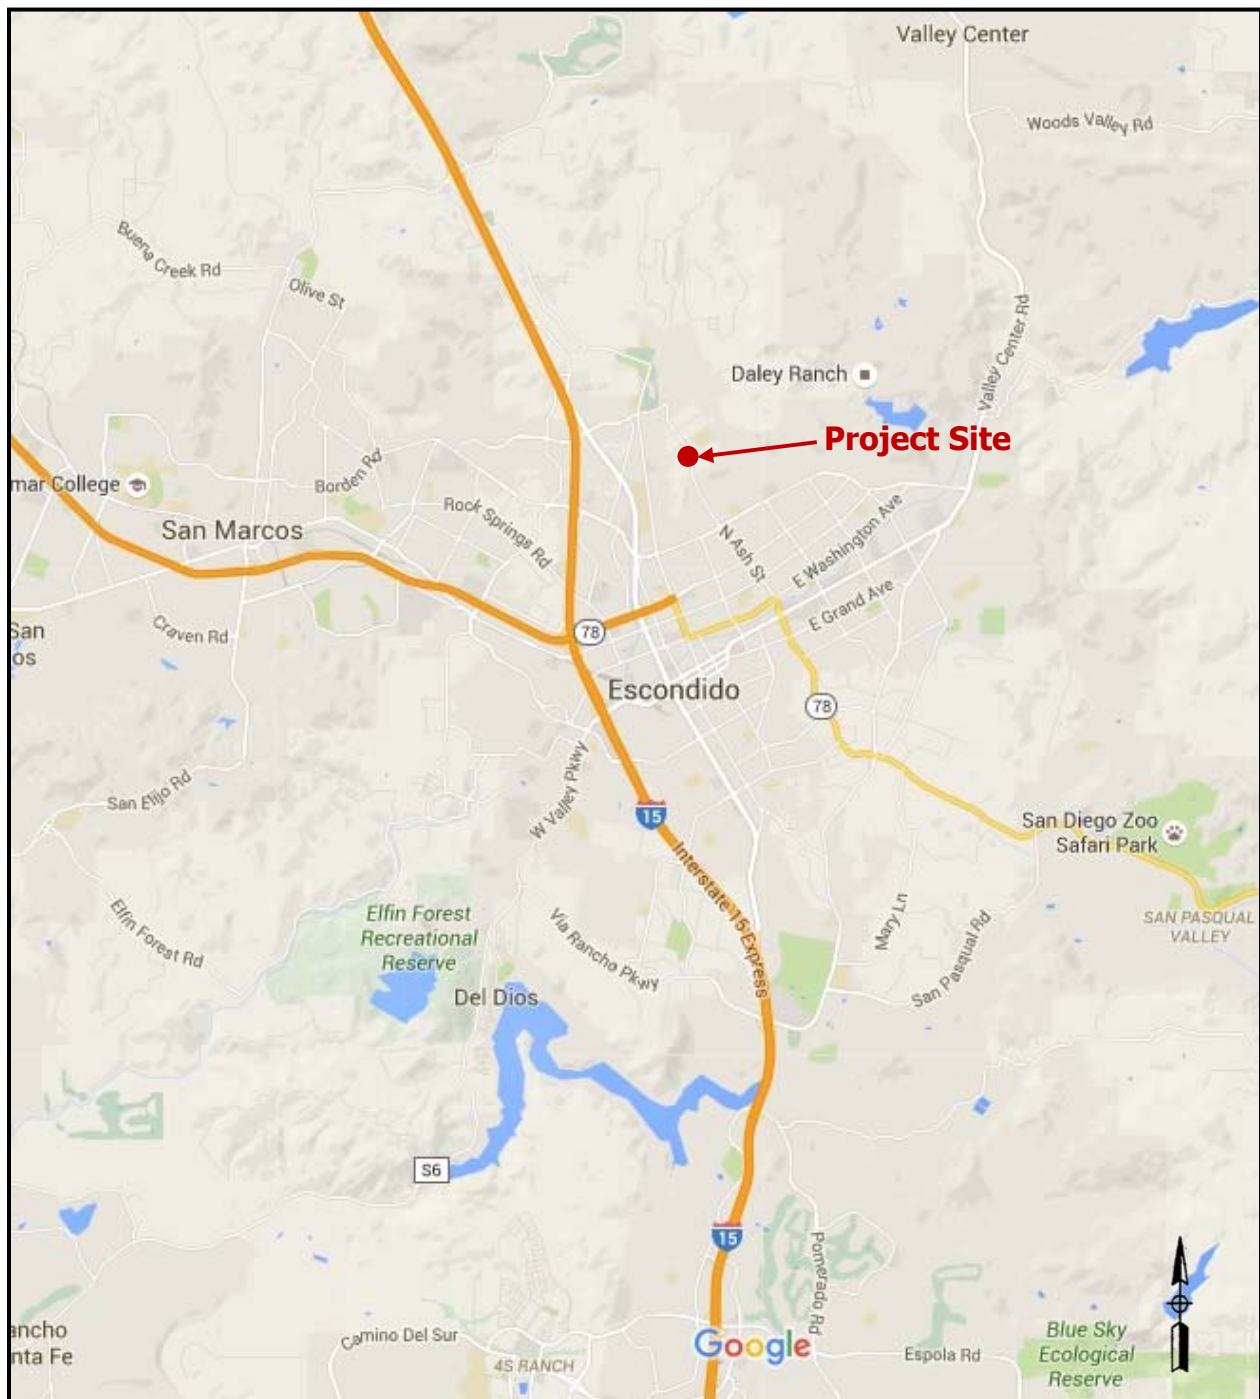 Valley Center
Woods Valley Rd
Buena Creek Rd
Olive St
Valley Center Rd
Daley Ranch
Project Site
mar College
Borden Rd
San Marcos
Rock Springs Rd
N Ash St
E Washington Ave
E Grand Ave
Craven Rd
San
os
78
Escondido
78
San Elijo Rd
W Valley Pkwy
15
San Diego Zoo
Safari Park
Interstate 15 Express
Elfin Forest
Recreational
Reserve
Elfin Forest Rd
Via Rancho Pkwy
Mary Ln
San Pasqual Rd
SAN PASQUAL
VALLEY
Del Dios
S6
15
Pomerado Rd
Camino Del Sur
4S RANCH
Google
Espola Rd
Blue Sky
Ecological
Reserve
ancho
nta Fe